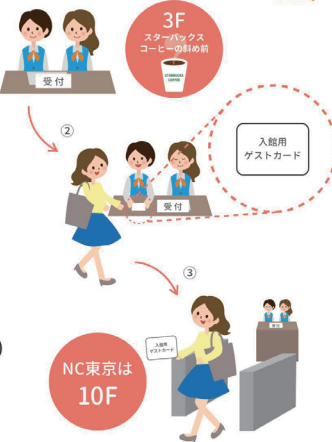 3F
スターバックス
コーヒーの斜め前
STARBUCKS
COFFEE
受付
②
入館用
ゲストカード
受付
③
受付
入館用
ゲストカード
NC東京は
10F